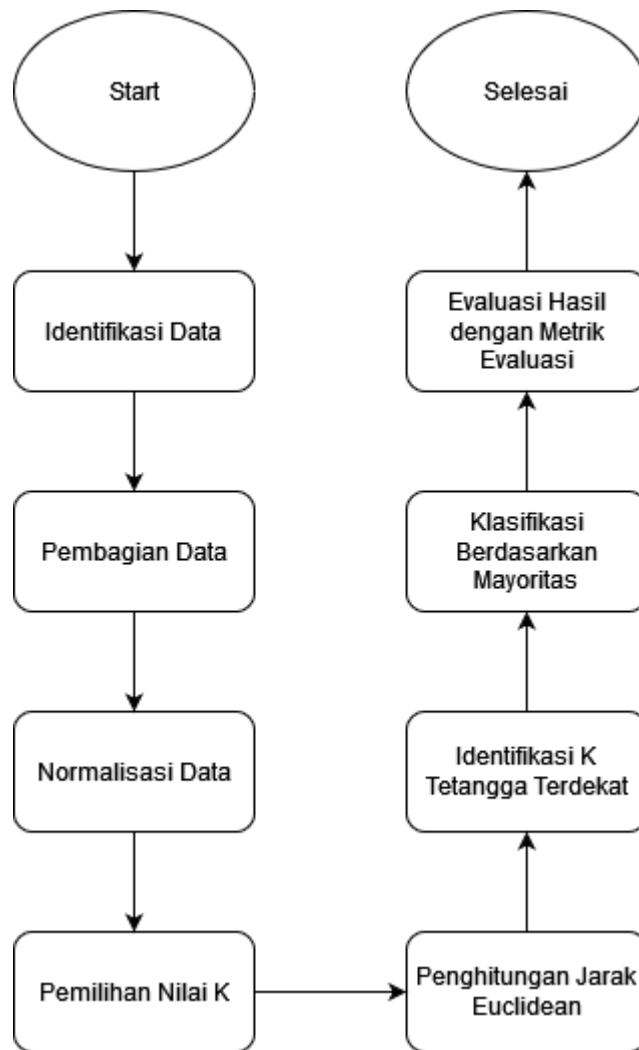 Start
Identifikasi Data
Pembagian Data
Normalisasi Data
Pemilihan Nilai K
Penghitungan Jarak
Euclidean
Identifikasi K
Tetangga Terdekat
Klasifikasi
Berdasarkan
Mayoritas
Evaluasi Hasil
dengan Metrik
Evaluasi
Selesai